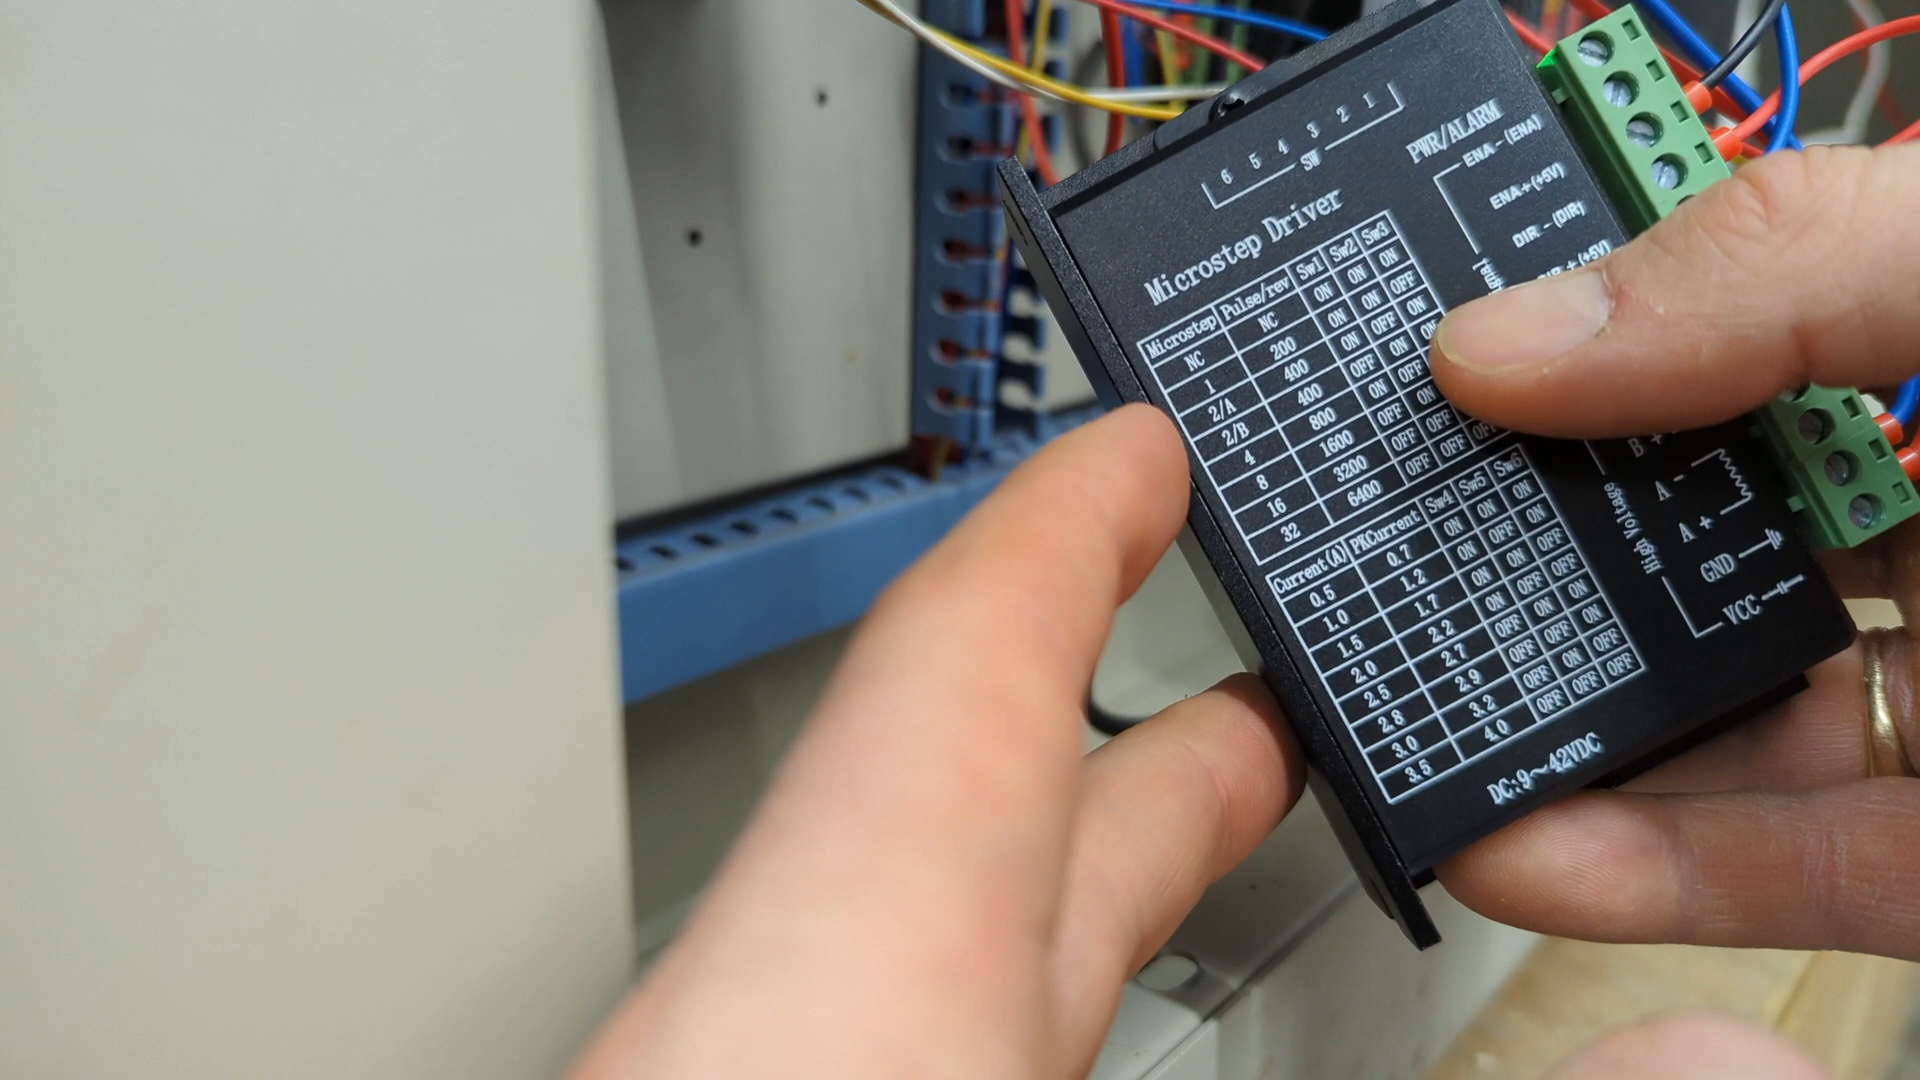 6 5 4 3 2 1
SW
PWR/ALARM
Microstep Driver
Microstep Pulse/rev Sw1 Sw2 Sw3
NC NC ON ON ON
1 200 ON ON OFF
2/A 400 ON OFF ON
2/B 400 OFF ON ON
4 800 ON OFF
8 1600 OFF ON
16 3200 OFF OFF
32 6400 OFF OFF
Current(A) PKCurrent Sw4 Sw5 Sw6
0.5 0.7 ON ON ON
1.0 1.2 ON OFF ON
1.5 1.7 ON ON OFF
2.0 2.2 ON OFF OFF
2.5 2.7 OFF ON ON
2.8 2.9 OFF OFF ON
3.0 3.2 OFF ON OFF
3.5 4.0 OFF OFF OFF
DC:9~42VDC
ENA-(ENA)
ENA+(+5V)
DIR-(DIR)
(+5V)
High Voltage
B+
A-
A+
GND
VCC